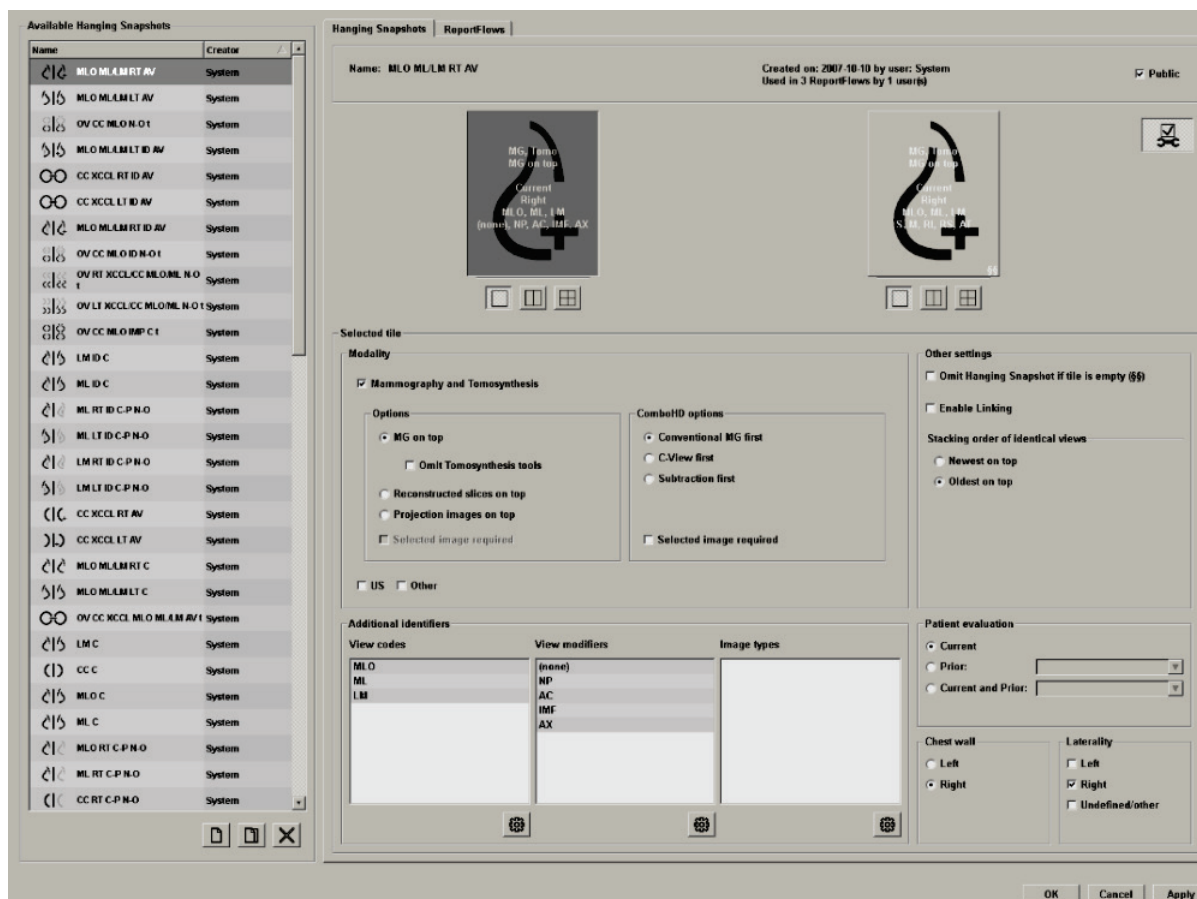 Available Hanging Snapshots
Name Creator
MLO ML/LM RT AV System
MLO ML/LM LT AV System
OV CC MLO N-O t System
MLO ML/LM LT ID AV System
CC XCCL RT ID AV System
CC XCCL LT ID AV System
MLO ML/LM RT ID AV System
OV CC MLO ID N-O t System
OV RT XCCL/CC MLO/ML N-O t System
OV LT XCCL/CC MLO/ML N-O t System
OV CC MLO IMP C t System
LM ID C System
ML ID C System
ML RT ID C-P N-O System
ML LT ID C-P N-O System
LM RT ID C-P N-O System
LM LT ID C-P N-O System
CC XCCL RT AV System
CC XCCL LT AV System
MLO ML/LM RT C System
MLO ML/LM LT C System
OV CC XCCL MLO ML/LM AV t System
LM C System
CC C System
MLO C System
ML C System
MLO RT C-P N-O System
ML RT C-P N-O System
CC RT C-P N-O System
Hanging Snapshots ReportFlows
Name: MLO ML/LM RT AV
Created on: 2007-10-10 by user: System
Used in 3 ReportFlows by 1 user(s)
Public
MG, Tomo
MG on top
Current
Right
MLO, ML, LM
(none), NP, AC, IMF, AX
MG, Tomo
MG on top
Current
Right
MLO, ML, LM
S, M, RL, RS, AT
§§
Selected tile
Modality
Mammography and Tomosynthesis
Options
MG on top
Omit Tomosynthesis tools
Reconstructed slices on top
Projection images on top
Selected image required
ComboHD options
Conventional MG first
C-View first
Subtraction first
Selected image required
US Other
Other settings
Omit Hanging Snapshot if tile is empty (§§)
Enable Linking
Stacking order of identical views
Newest on top
Oldest on top
Additional identifiers
View codes View modifiers Image types
MLO
ML
LM
(none)
NP
AC
IMF
AX
Patient evaluation
Current
Prior:
Current and Prior:
Chest wall
Left
Right
Laterality
Left
Right
Undefined/other
OK Cancel Apply